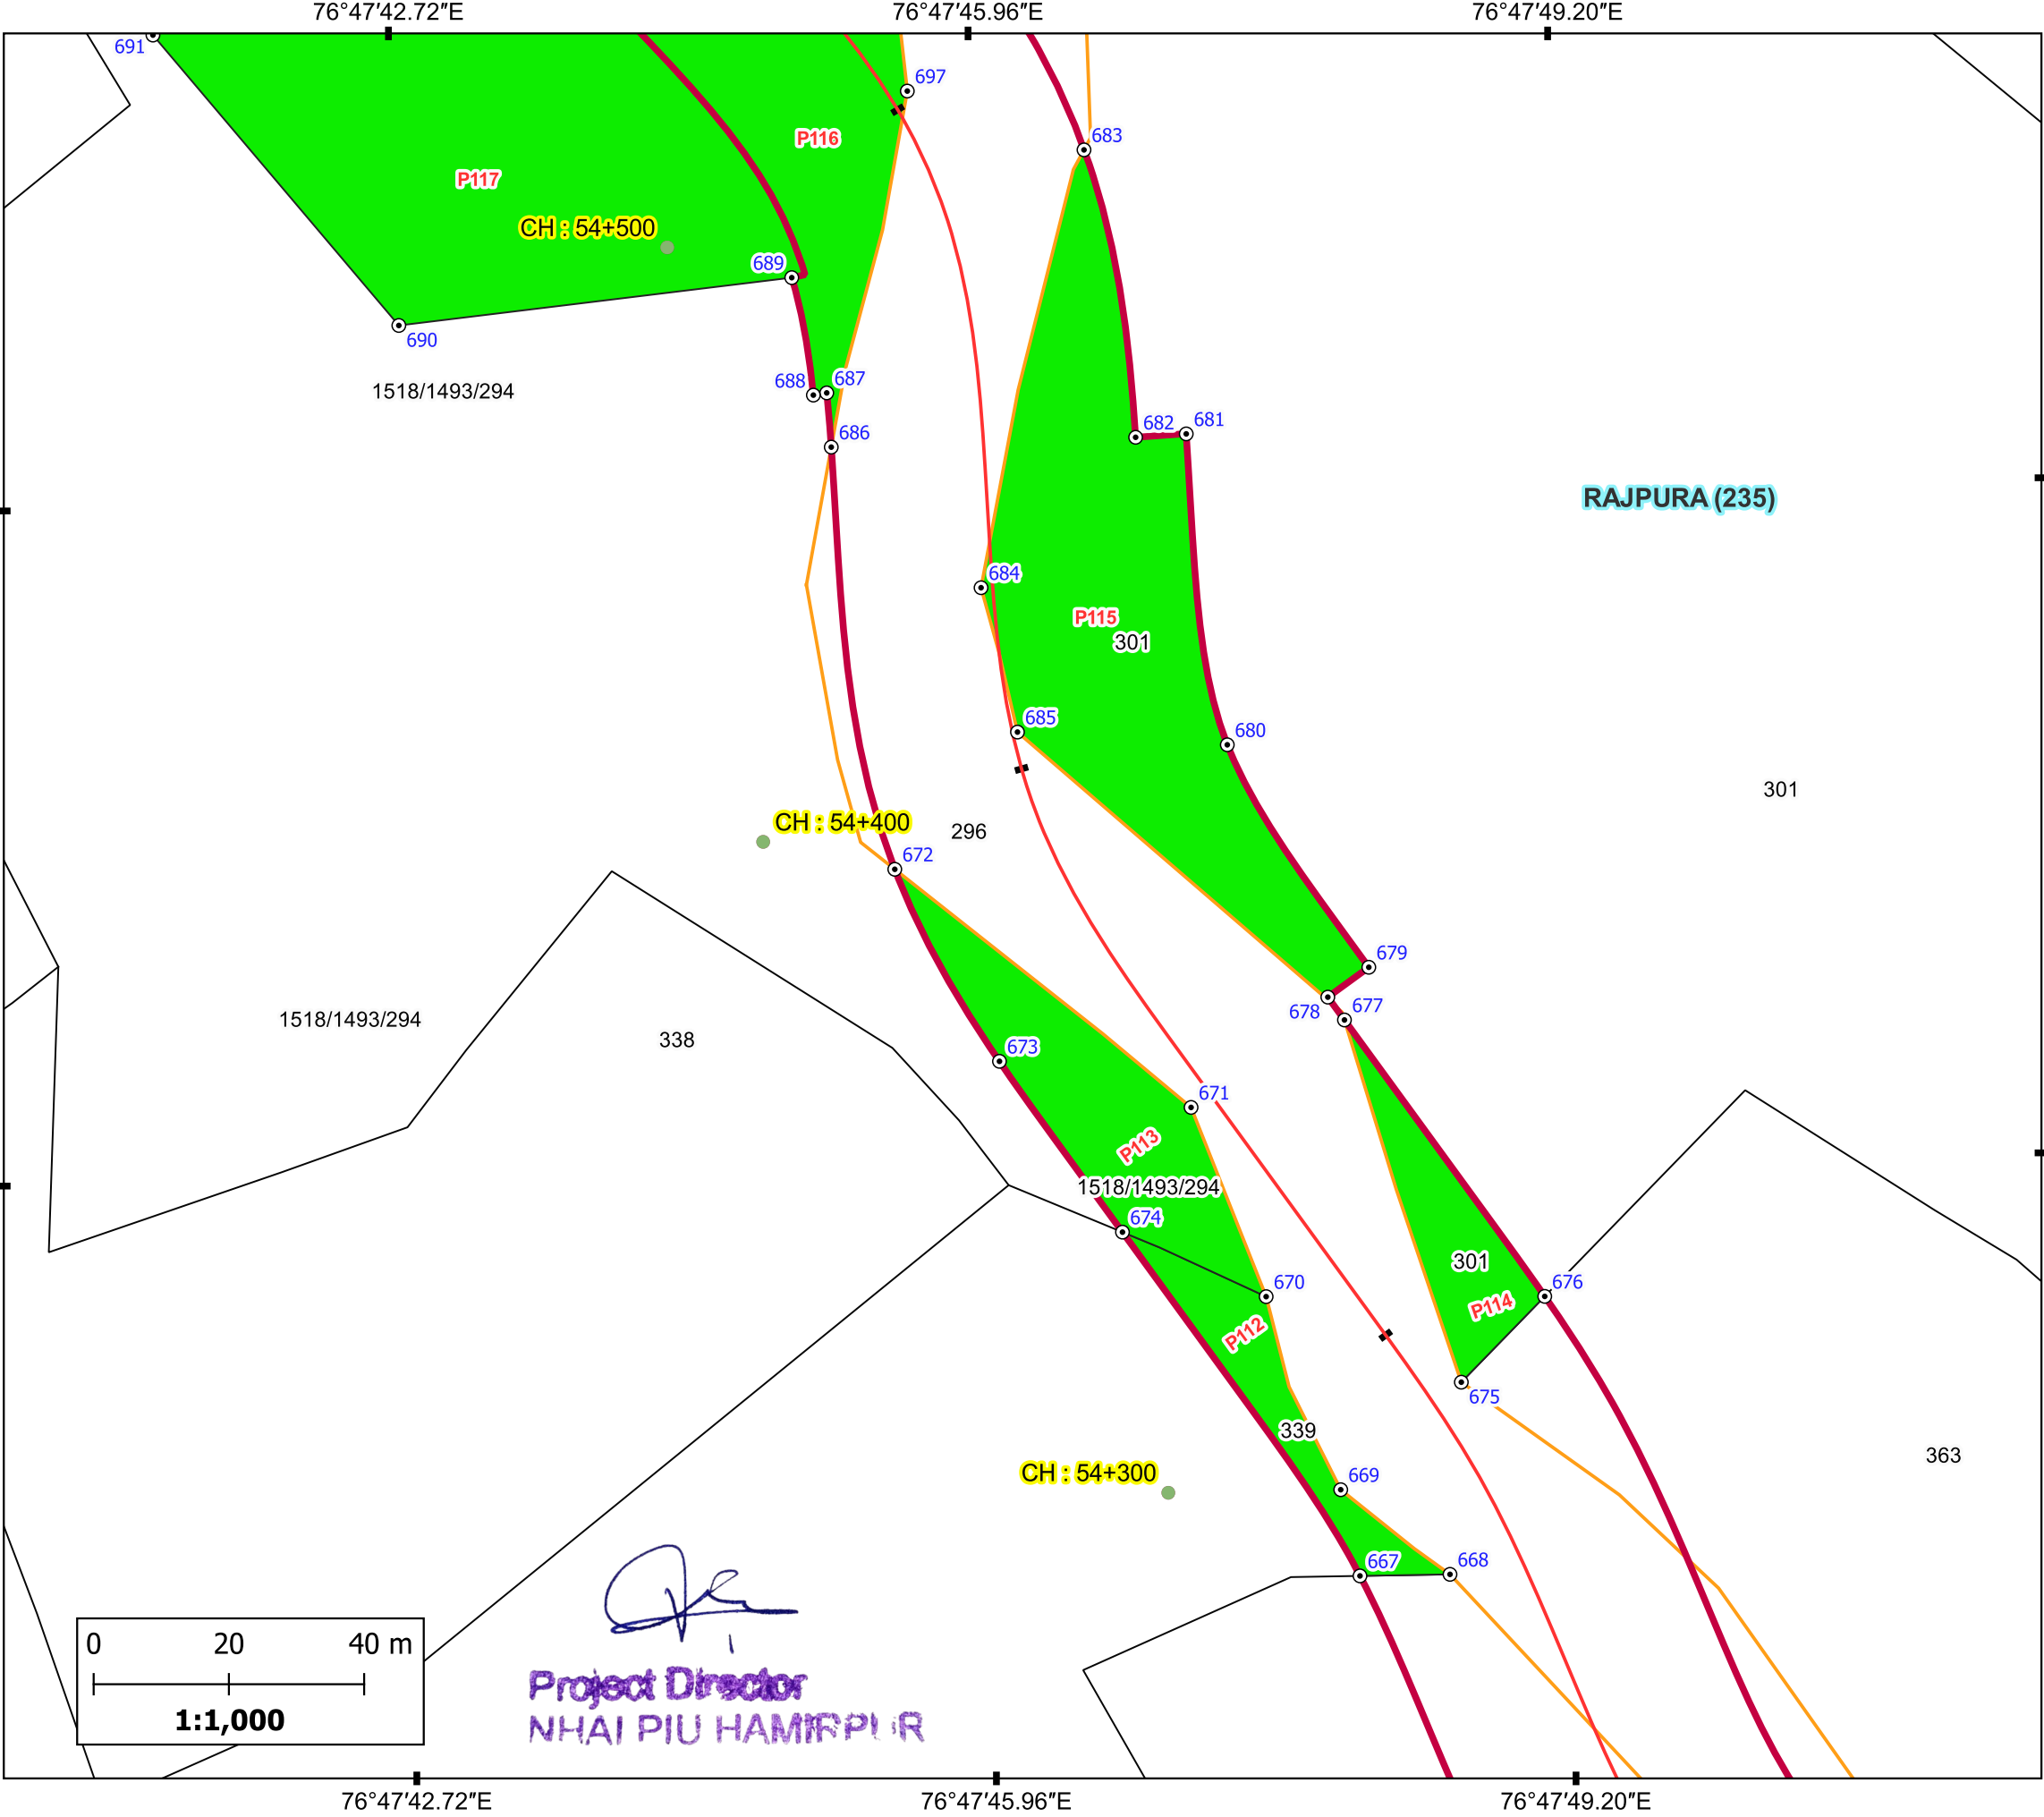 76°47′42.72″E
76°47′45.96″E
76°47′49.20″E
691
697
683
P116
P117
CH : 54+500
689
690
688
687
1518/1493/294
686
682
681
RAJPURA (235)
684
P115
301
685
680
301
CH : 54+400
296
672
679
678
677
1518/1493/294
338
673
671
P113
1518/1493/294
674
301
670
676
P114
P112
675
339
363
CH : 54+300
669
667
668
0 20 40 m
1:1,000
Project Director
NHAI PIU HAMIRPUR
76°47′42.72″E
76°47′45.96″E
76°47′49.20″E